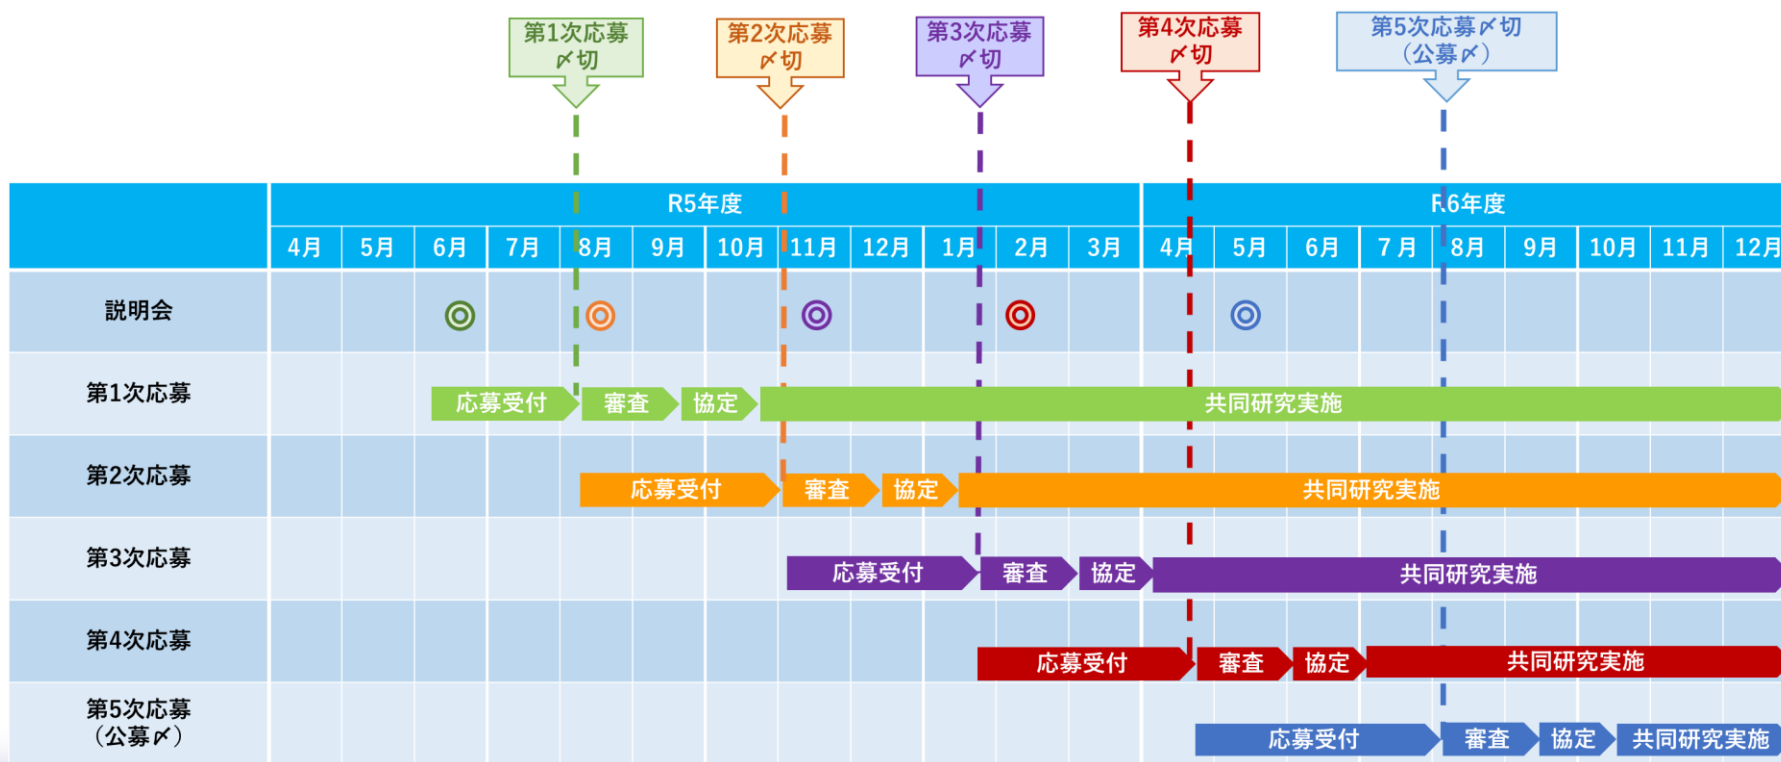 第1次応募
〆切
第2次応募
〆切
第3次応募
〆切
第4次応募
〆切
第5次応募〆切
（公募〆）
R5年度
R6年度
4月
5月
6月
7月
8月
9月
10月
11月
12月
1月
2月
3月
4月
5月
6月
7月
8月
9月
10月
11月
12月
説明会
第1次応募
応募受付
審査
協定
共同研究実施
第2次応募
応募受付
審査
協定
共同研究実施
第3次応募
応募受付
審査
協定
共同研究実施
第4次応募
応募受付
審査
協定
共同研究実施
第5次応募
（公募〆）
応募受付
審査
協定
共同研究実施